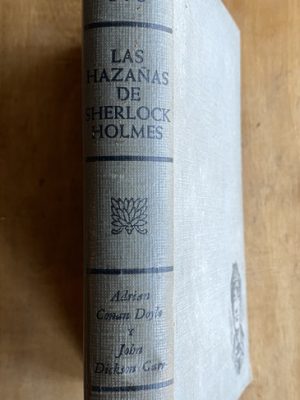 LAS
HAZAÑAS
DE
SHERLOCK
HOLMES
Adrian
Conan Doyle
y
John
Dickson Carr